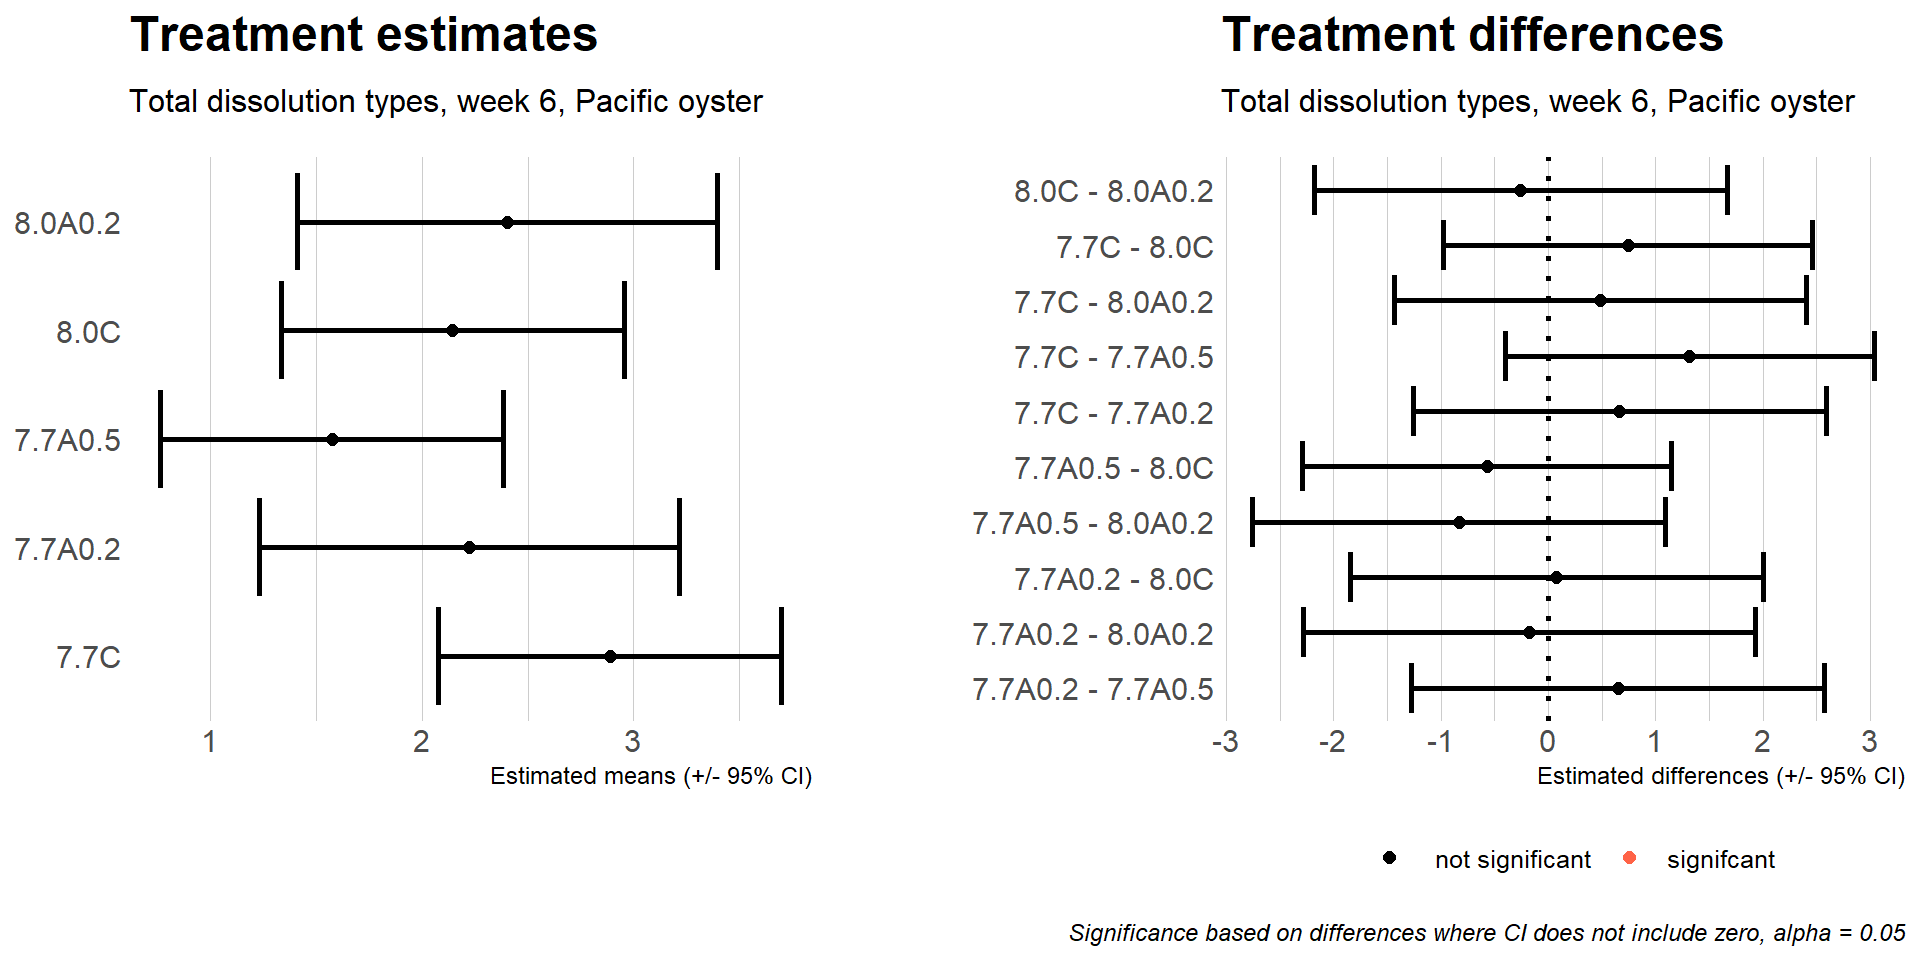 Treatment estimates
Total dissolution types, week 6, Pacific oyster
8.0A0.2
8.0C
7.7A0.5
7.7A0.2
7.7C
1 2 3
Estimated means (+/- 95% CI)
Treatment differences
Total dissolution types, week 6, Pacific oyster
8.0C - 8.0A0.2
7.7C - 8.0C
7.7C - 8.0A0.2
7.7C - 7.7A0.5
7.7C - 7.7A0.2
7.7A0.5 - 8.0C
7.7A0.5 - 8.0A0.2
7.7A0.2 - 8.0C
7.7A0.2 - 8.0A0.2
7.7A0.2 - 7.7A0.5
-3 -2 -1 0 1 2 3
Estimated differences (+/- 95% CI)
not significant signifcant
Significance based on differences where CI does not include zero, alpha = 0.05